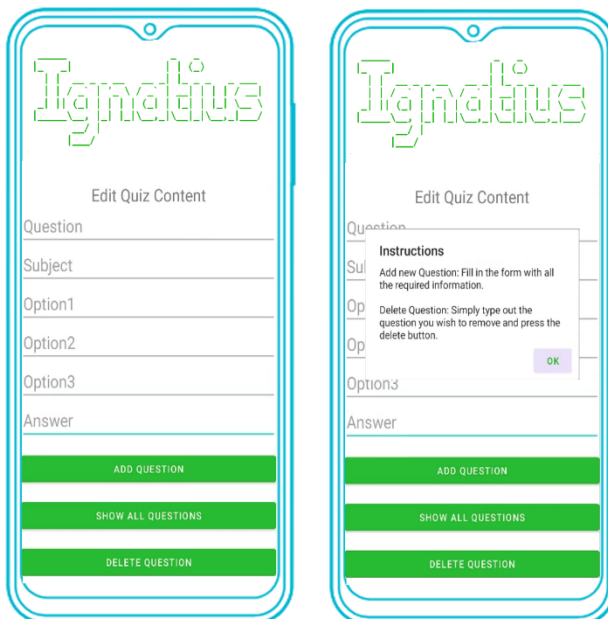 Ignatius
Edit Quiz Content
Question
Subject
Option1
Option2
Option3
Answer
ADD QUESTION
SHOW ALL QUESTIONS
DELETE QUESTION
Ignatius
Edit Quiz Content
Question
Instructions
Add new Question: Fill in the form with all
the required information.
Delete Question: Simply type out the
question you wish to remove and press the
delete button.
OK
Option3
Answer
ADD QUESTION
SHOW ALL QUESTIONS
DELETE QUESTION